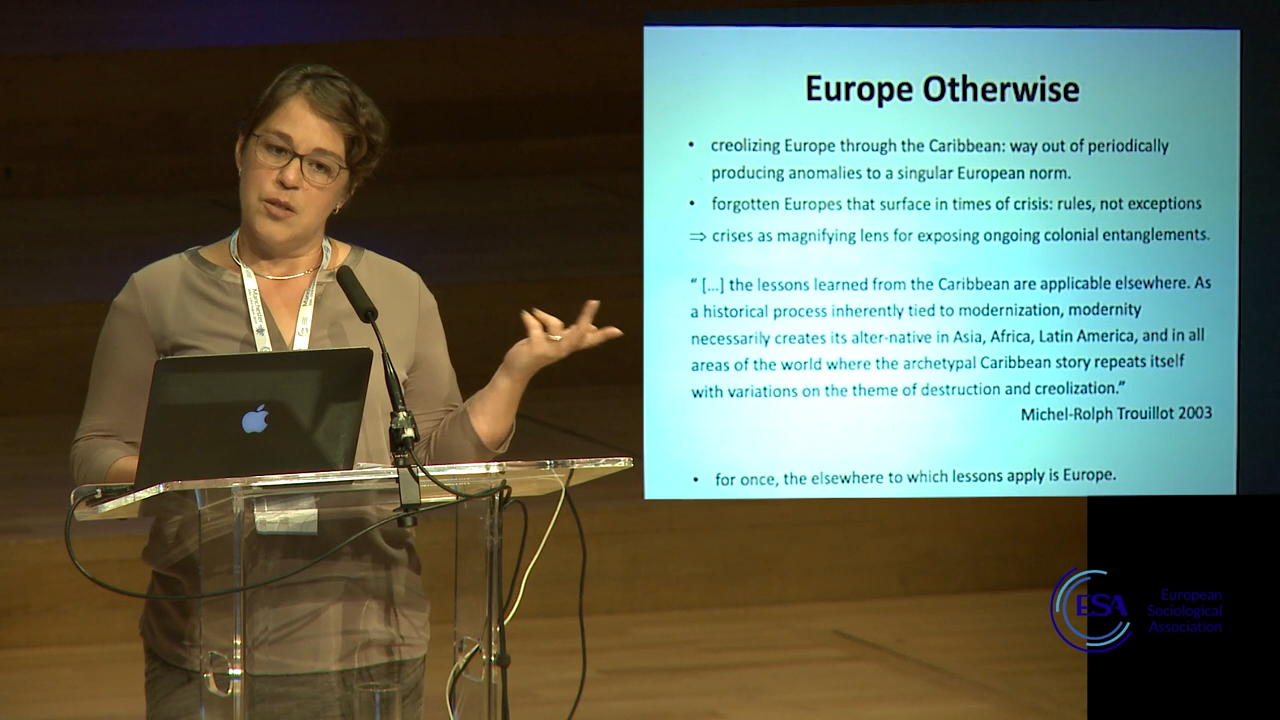 Europe Otherwise
• creolizing Europe through the Caribbean: way out of periodically
producing anomalies to a singular European norm.
• forgotten Europes that surface in times of crisis: rules, not exceptions
⇒ crises as magnifying lens for exposing ongoing colonial entanglements.
“ [...] the lessons learned from the Caribbean are applicable elsewhere. As
a historical process inherently tied to modernization, modernity
necessarily creates its alter-native in Asia, Africa, Latin America, and in all
areas of the world where the archetypal Caribbean story repeats itself
with variations on the theme of destruction and creolization.”
Michel-Rolph Trouillot 2003
• for once, the elsewhere to which lessons apply is Europe.
Manchester
ESA
European
Sociological
Association